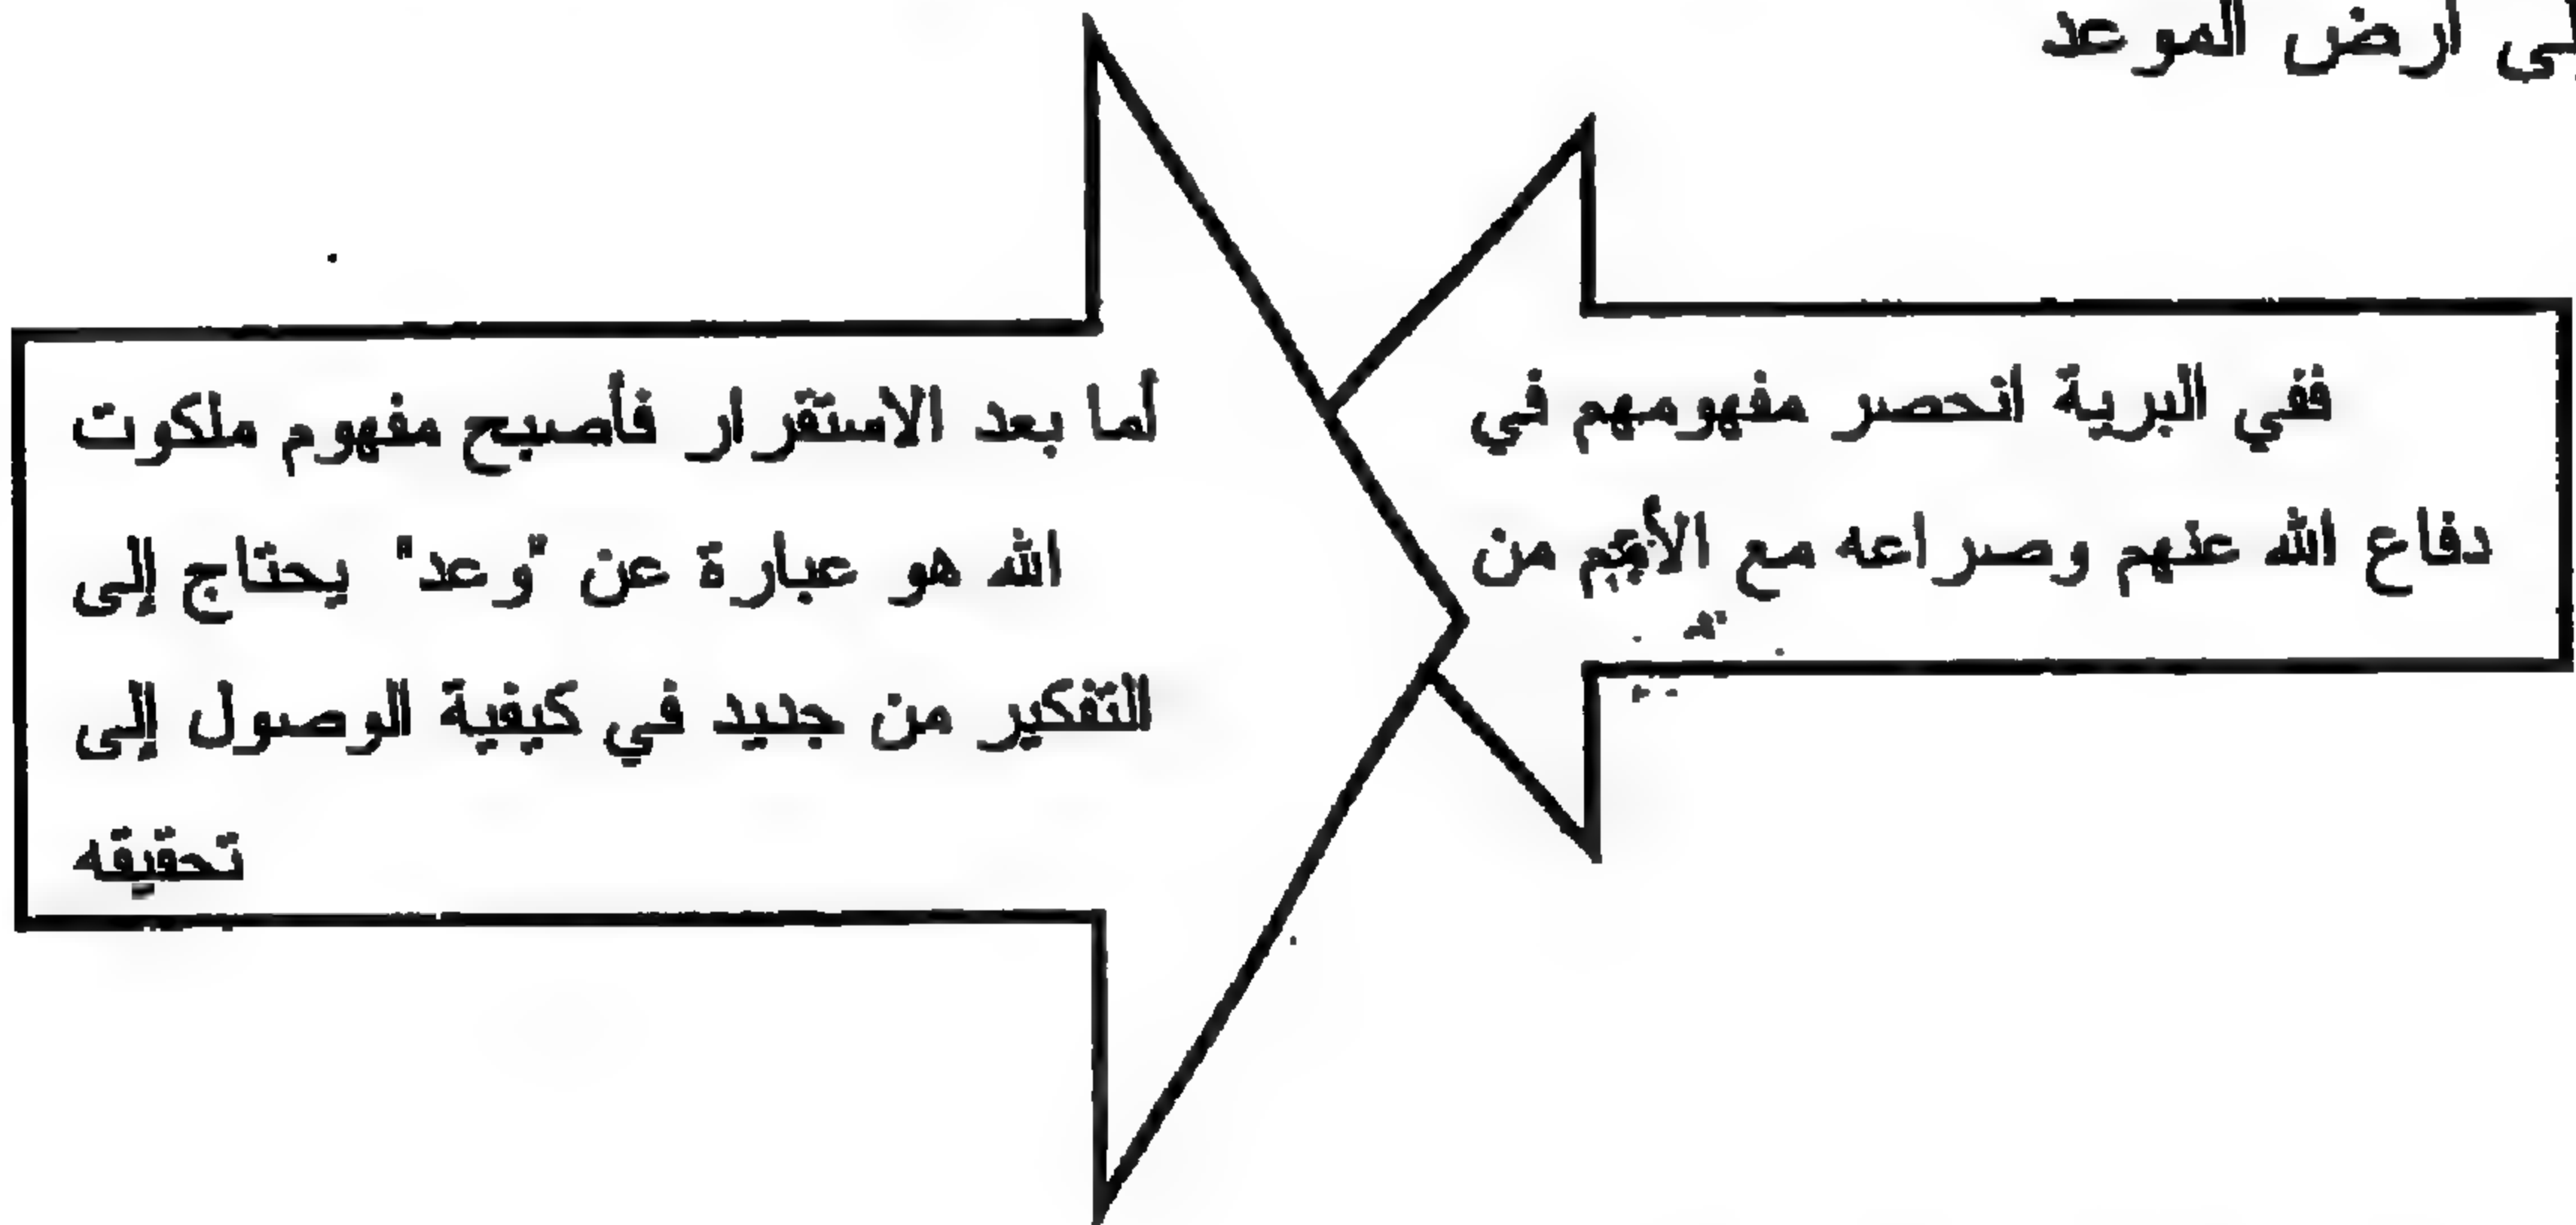 أرض الموعد
ففي البرية انحصر مفهومهم في
دفاع الله عنهم وصراعه مع الأمم من
أما بعد الاستقرار فأصبح مفهوم ملكوت
الله هو عبارة عن "وعد" يحتاج إلى
التفكير من جديد في كيفية الوصول إلى
تحقيقه